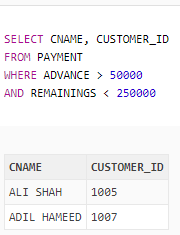 SELECT CNAME, CUSTOMER_ID
FROM PAYMENT
WHERE ADVANCE > 50000
AND REMAININGS < 250000
CNAME CUSTOMER_ID
ALI SHAH 1005
ADIL HAMEED 1007